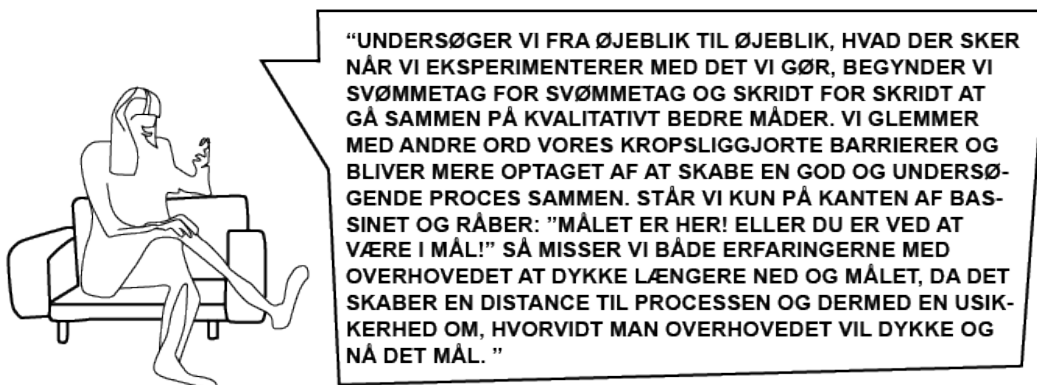 “UNDERSØGER VI FRA ØJEBLIK TIL ØJEBLIK, HVAD DER SKER
NÅR VI EKSPERIMENTERER MED DET VI GØR, BEGYNDER VI
SVØMMETAG FOR SVØMMETAG OG SKRIDT FOR SKRIDT AT
GÅ SAMMEN PÅ KVALITATIVT BEDRE MÅDER. VI GLEMMER
MED ANDRE ORD VORES KROPSLIGGJORTE BARRIERER OG
BLIVER MERE OPTAGET AF AT SKABE EN GOD OG UNDERSØ-
GENDE PROCES SAMMEN. STÅR VI KUN PÅ KANTEN AF BAS-
SINET OG RÅBER: ”MÅLET ER HER! ELLER DU ER VED AT
VÆRE I MÅL!” SÅ MISSER VI BÅDE ERFARINGERNE MED
OVERHOVEDET AT DYKKE LÆNGERE NED OG MÅLET, DA DET
SKABER EN DISTANCE TIL PROCESSEN OG DERMED EN USIK-
KERHED OM, HVORVIDT MAN OVERHOVEDET VIL DYKKE OG
NÅ DET MÅL. ”